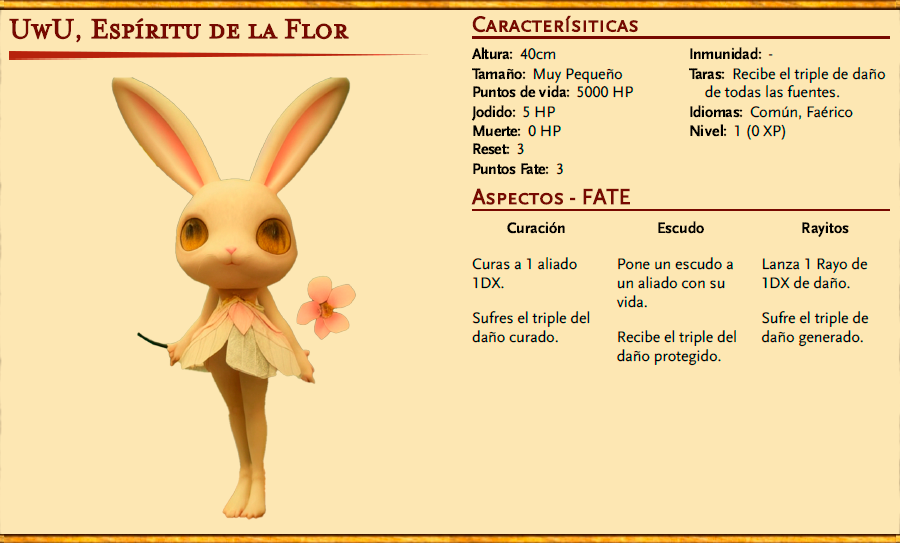 UwU, Espíritu de la Flor
Caracterísiticas
Altura: 40cm
Tamaño: Muy Pequeño
Puntos de vida: 5000 HP
Jodido: 5 HP
Muerte: 0 HP
Reset: 3
Puntos Fate: 3
Inmunidad: -
Taras: Recibe el triple de daño
de todas las fuentes.
Idiomas: Común, Faérico
Nivel: 1 (0 XP)
Aspectos - FATE
Curación
Curas a 1 aliado
1DX.
Sufres el triple del
daño curado.
Escudo
Pone un escudo a
un aliado con su
vida.
Recibe el triple del
daño protegido.
Rayitos
Lanza 1 Rayo de
1DX de daño.
Sufre el triple de
daño generado.